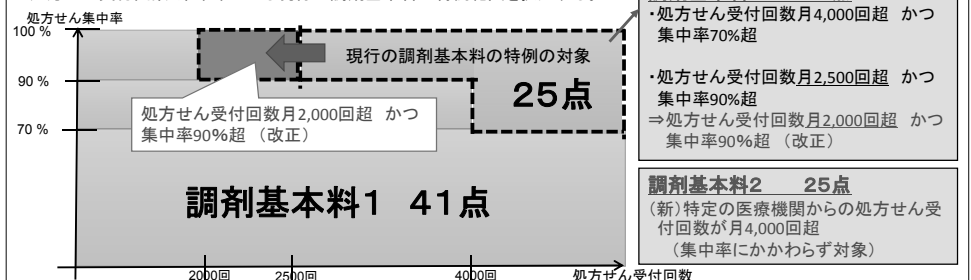 処方せん集中率
100 %
90 %
70 %
現行の調剤基本料の特例の対象
25点
処方せん受付回数月2,000回超　かつ
集中率90%超　（改正）
調剤基本料1　41点
2000回
2500回
4000回
処方せん受付回数
・処方せん受付回数月4,000回超　かつ
集中率70%超
・処方せん受付回数月2,500回超　かつ
集中率90%超
⇒処方せん受付回数月2,000回超　かつ
集中率90%超　（改正）
調剤基本料2　　25点
（新）特定の医療機関からの処方せん受
付回数が月4,000回超
（集中率にかかわらず対象）